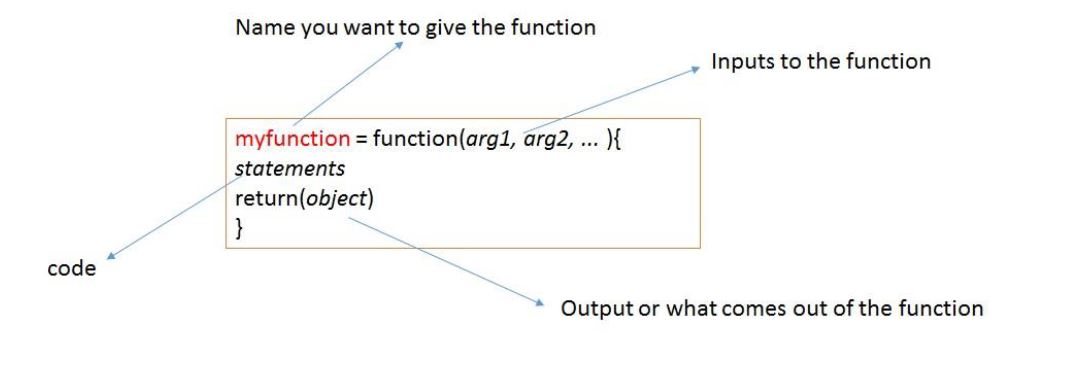 Name you want to give the function
Inputs to the function
myfunction = function(arg1, arg2, ... ){
statements
return(object)
}
code
Output or what comes out of the function